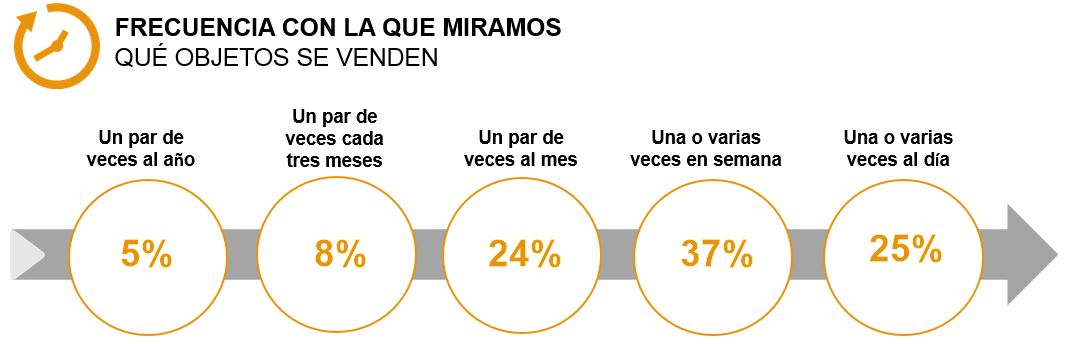 FRECUENCIA CON LA QUE MIRAMOS
QUÉ OBJETOS SE VENDEN
Un par de
veces al año
5%
Un par de
veces cada
tres meses
8%
Un par de
veces al mes
24%
Una o varias
veces en semana
37%
Una o varias
veces al día
25%